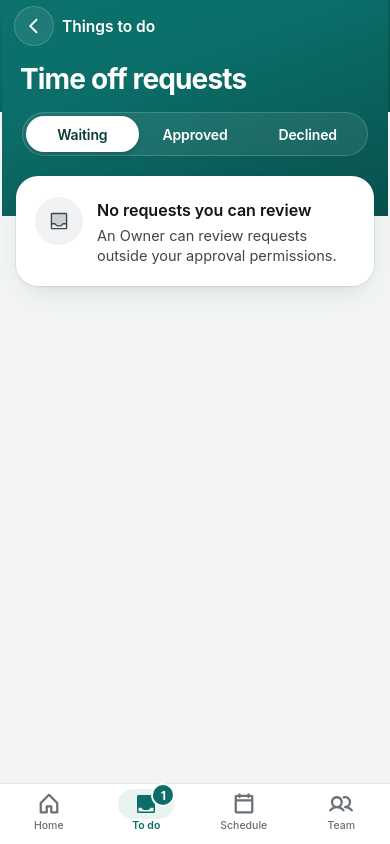 Things to do
Time off requests
Waiting
Approved
Declined
No requests you can review
An Owner can review requests
outside your approval permissions.
1
Home
To do
Schedule
Team